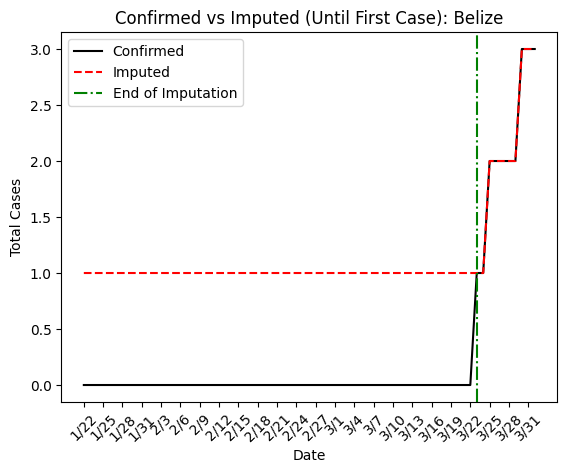 Confirmed vs Imputed (Until First Case): Belize
Confirmed
Imputed
End of Imputation
Total Cases
3.0
2.5
2.0
1.5
1.0
0.5
0.0
1/22 1/25 1/28 1/31 2/3 2/6 2/9 2/12 2/15 2/18 2/21 2/24 2/27 3/1 3/4 3/7 3/10 3/13 3/16 3/19 3/22 3/25 3/28 3/31
Date